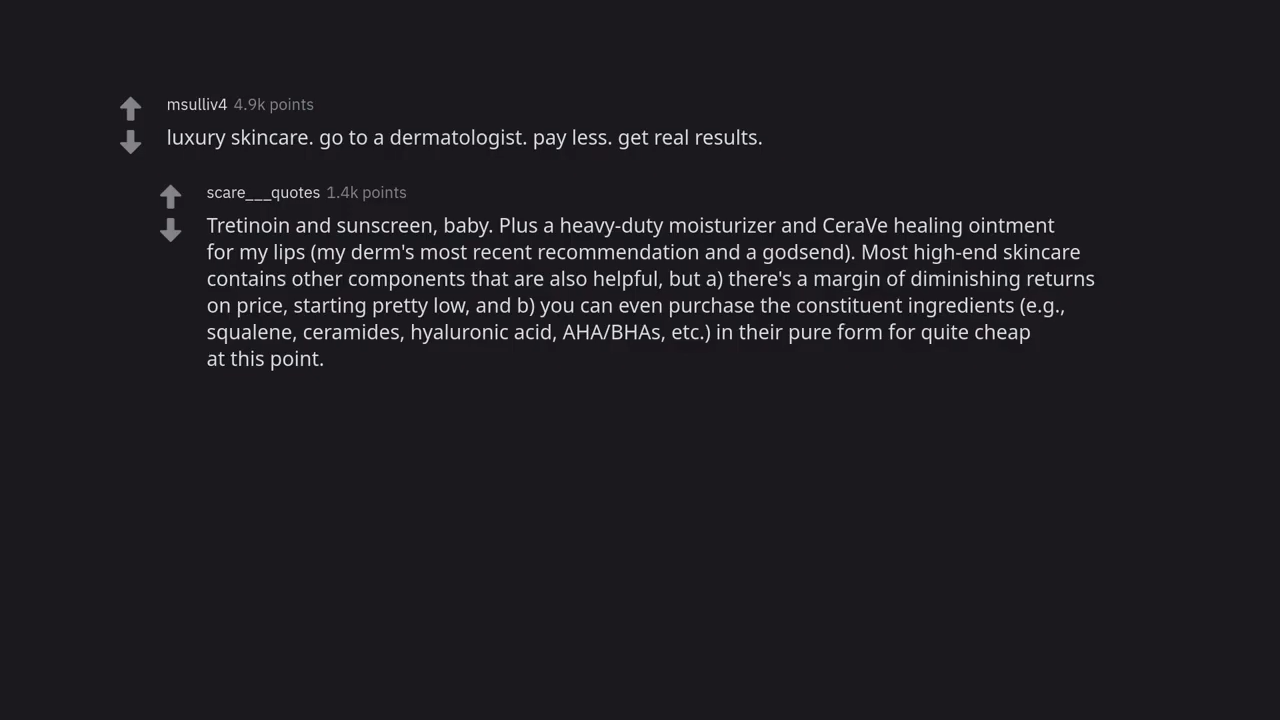 msulliv4 4.9k points
luxury skincare. go to a dermatologist. pay less. get real results.
scare___quotes 1.4k points
Tretinoin and sunscreen, baby. Plus a heavy-duty moisturizer and CeraVe healing ointment
for my lips (my derm's most recent recommendation and a godsend). Most high-end skincare
contains other components that are also helpful, but a) there's a margin of diminishing returns
on price, starting pretty low, and b) you can even purchase the constituent ingredients (e.g.,
squalene, ceramides, hyaluronic acid, AHA/BHAs, etc.) in their pure form for quite cheap
at this point.